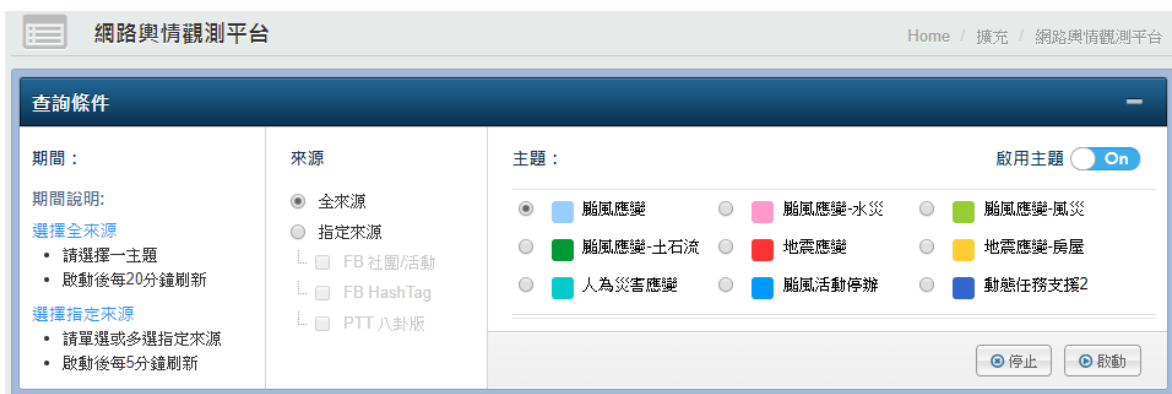 網路輿情觀測平台
Home / 擴充 / 網路輿情觀測平台
查詢條件
期間：
期間說明:
選擇全來源
• 請選擇一主題
• 啟動後每20分鐘刷新
選擇指定來源
• 請單選或多選指定來源
• 啟動後每5分鐘刷新
來源
全來源
指定來源
FB 社團/活動
FB HashTag
PTT 八卦版
主題：
啟用主題 On
颱風應變
颱風應變-水災
颱風應變-風災
颱風應變-土石流
地震應變
地震應變-房屋
人為災害應變
颱風活動停辦
動態任務支援2
停止
啟動